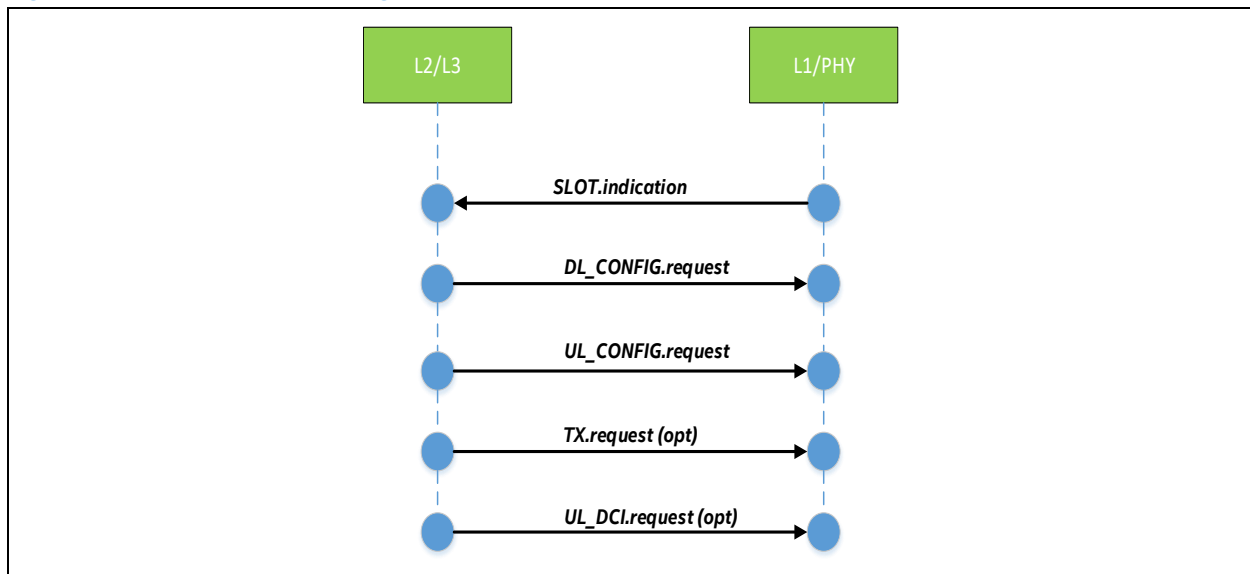 L2/L3
L1/PHY
SLOT.indication
DL_CONFIG.request
UL_CONFIG.request
TX.request (opt)
UL_DCI.request (opt)